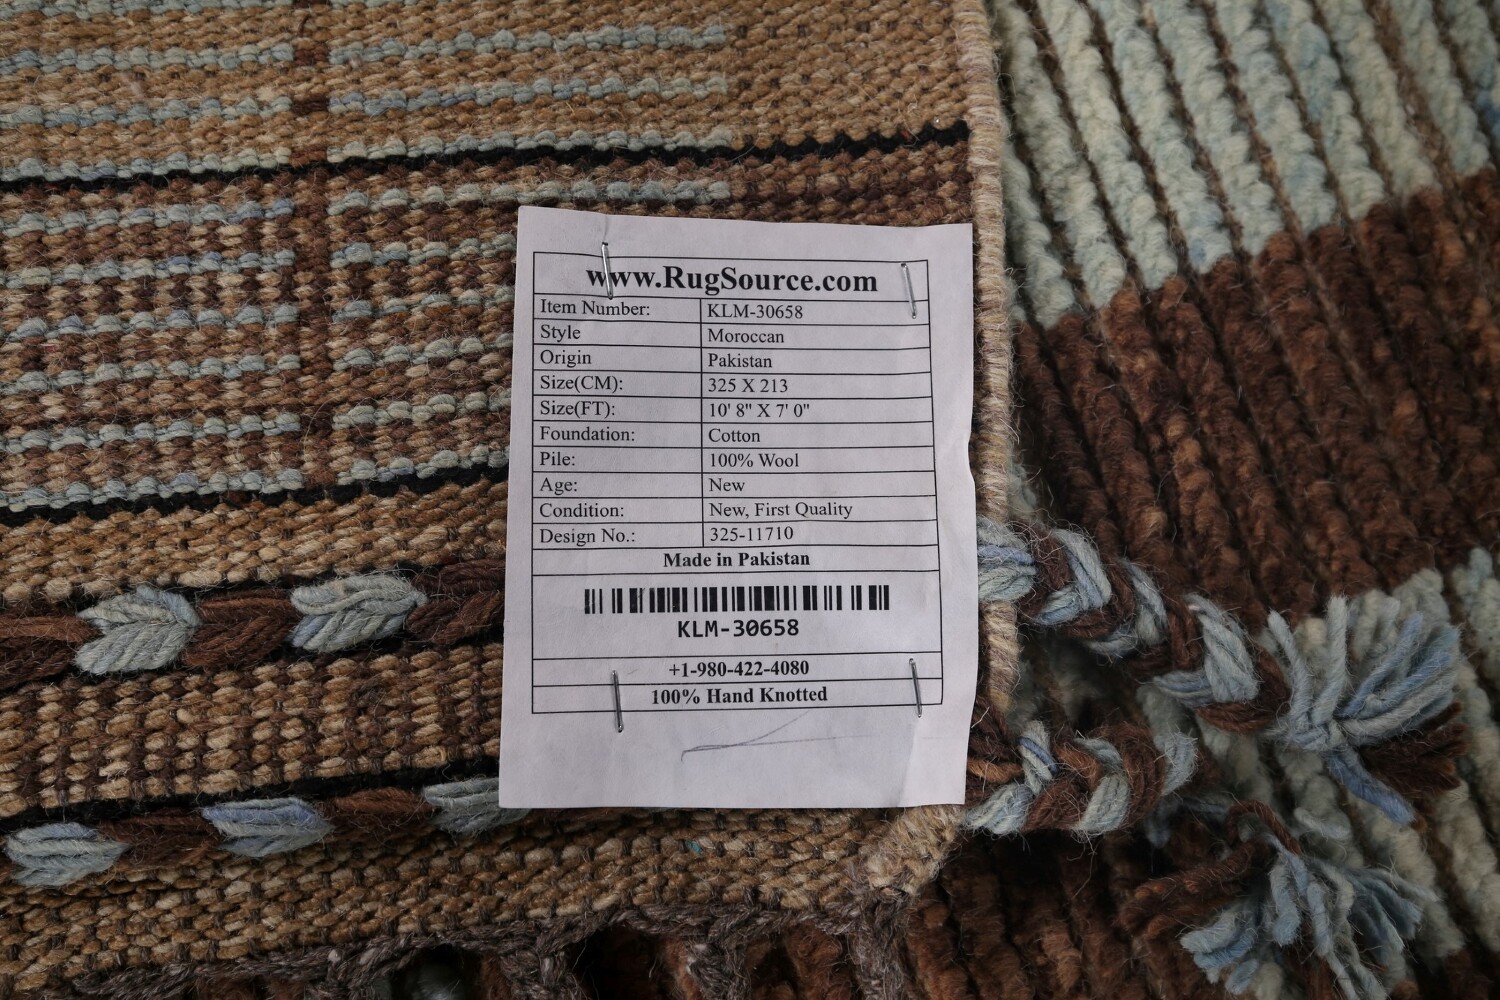 www.RugSource.com
Item Number: KLM-30658
Style Moroccan
Origin Pakistan
Size(CM): 325 X 213
Size(FT): 10' 8" X 7' 0"
Foundation: Cotton
Pile: 100% Wool
Age: New
Condition: New, First Quality
Design No.: 325-11710
Made in Pakistan
KLM-30658
+1-980-422-4080
100% Hand Knotted